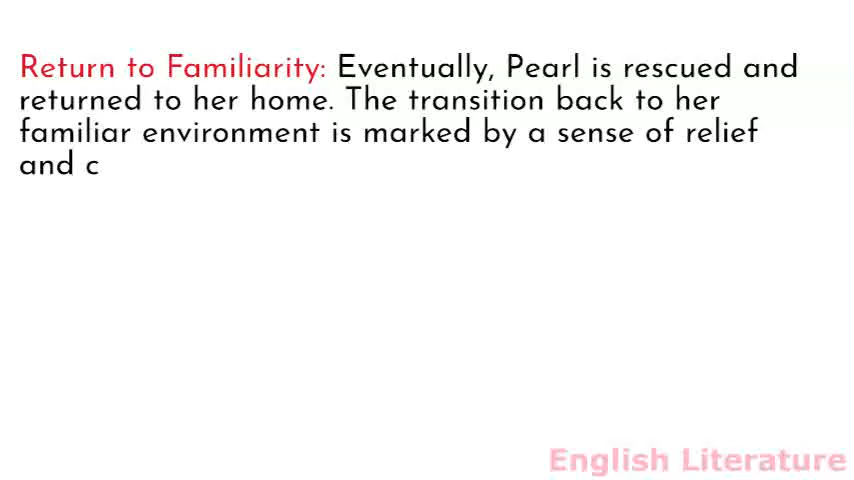 Return to Familiarity: Eventually, Pearl is rescued and
returned to her home. The transition back to her
familiar environment is marked by a sense of relief
and c
English Literature